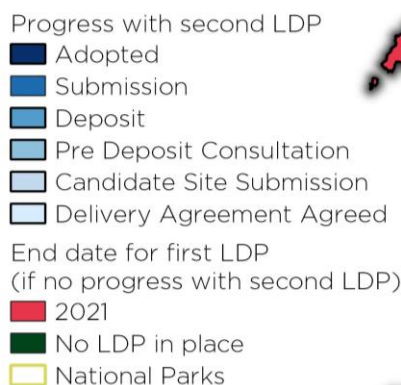 Progress with second LDP
Adopted
Submission
Deposit
Pre Deposit Consultation
Candidate Site Submission
Delivery Agreement Agreed
End date for first LDP
(if no progress with second LDP)
2021
No LDP in place
National Parks